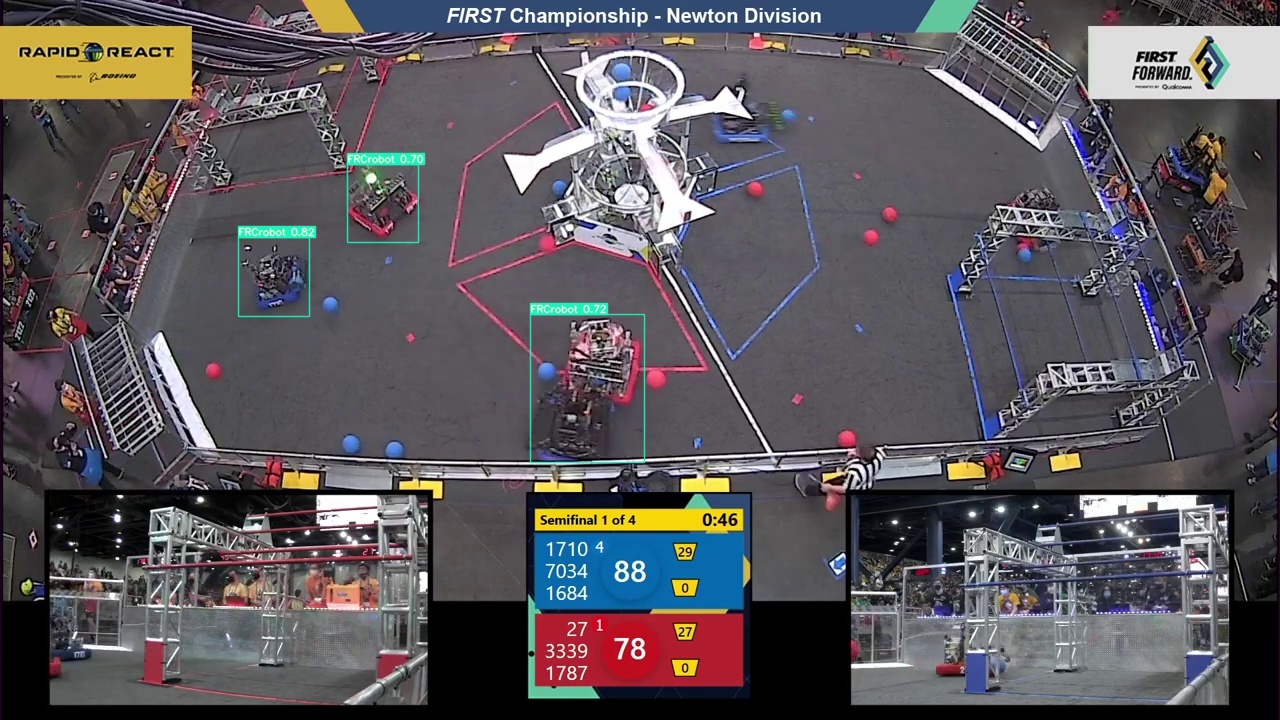 FIRST Championship - Newton Division
RAPID REACT
PRESENTED BY BOEING
FIRST
FORWARD
PRESENTED BY Qualcomm
FRCrobot 0.70
FRCrobot 0.82
FRCrobot 0.72
Semifinal 1 of 4 0:46
1710 4
7034
1684
88
29
0
27 1
3339
1787
78
27
0